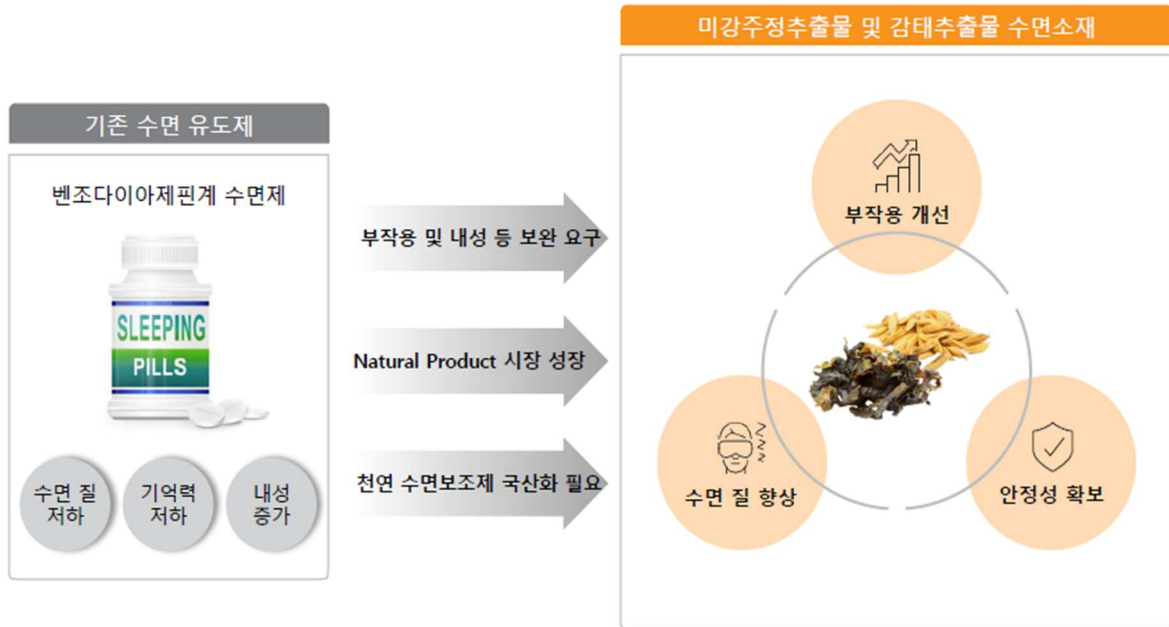 미강주정추출물 및 감태추출물 수면소재
기존 수면 유도제
벤조다이아제핀계 수면제
SLEEPING
PILLS
수면 질
저하
기억력
저하
내성
증가
부작용 및 내성 등 보완 요구
Natural Product 시장 성장
천연 수면보조제 국산화 필요
부작용 개선
수면 질 향상
안정성 확보